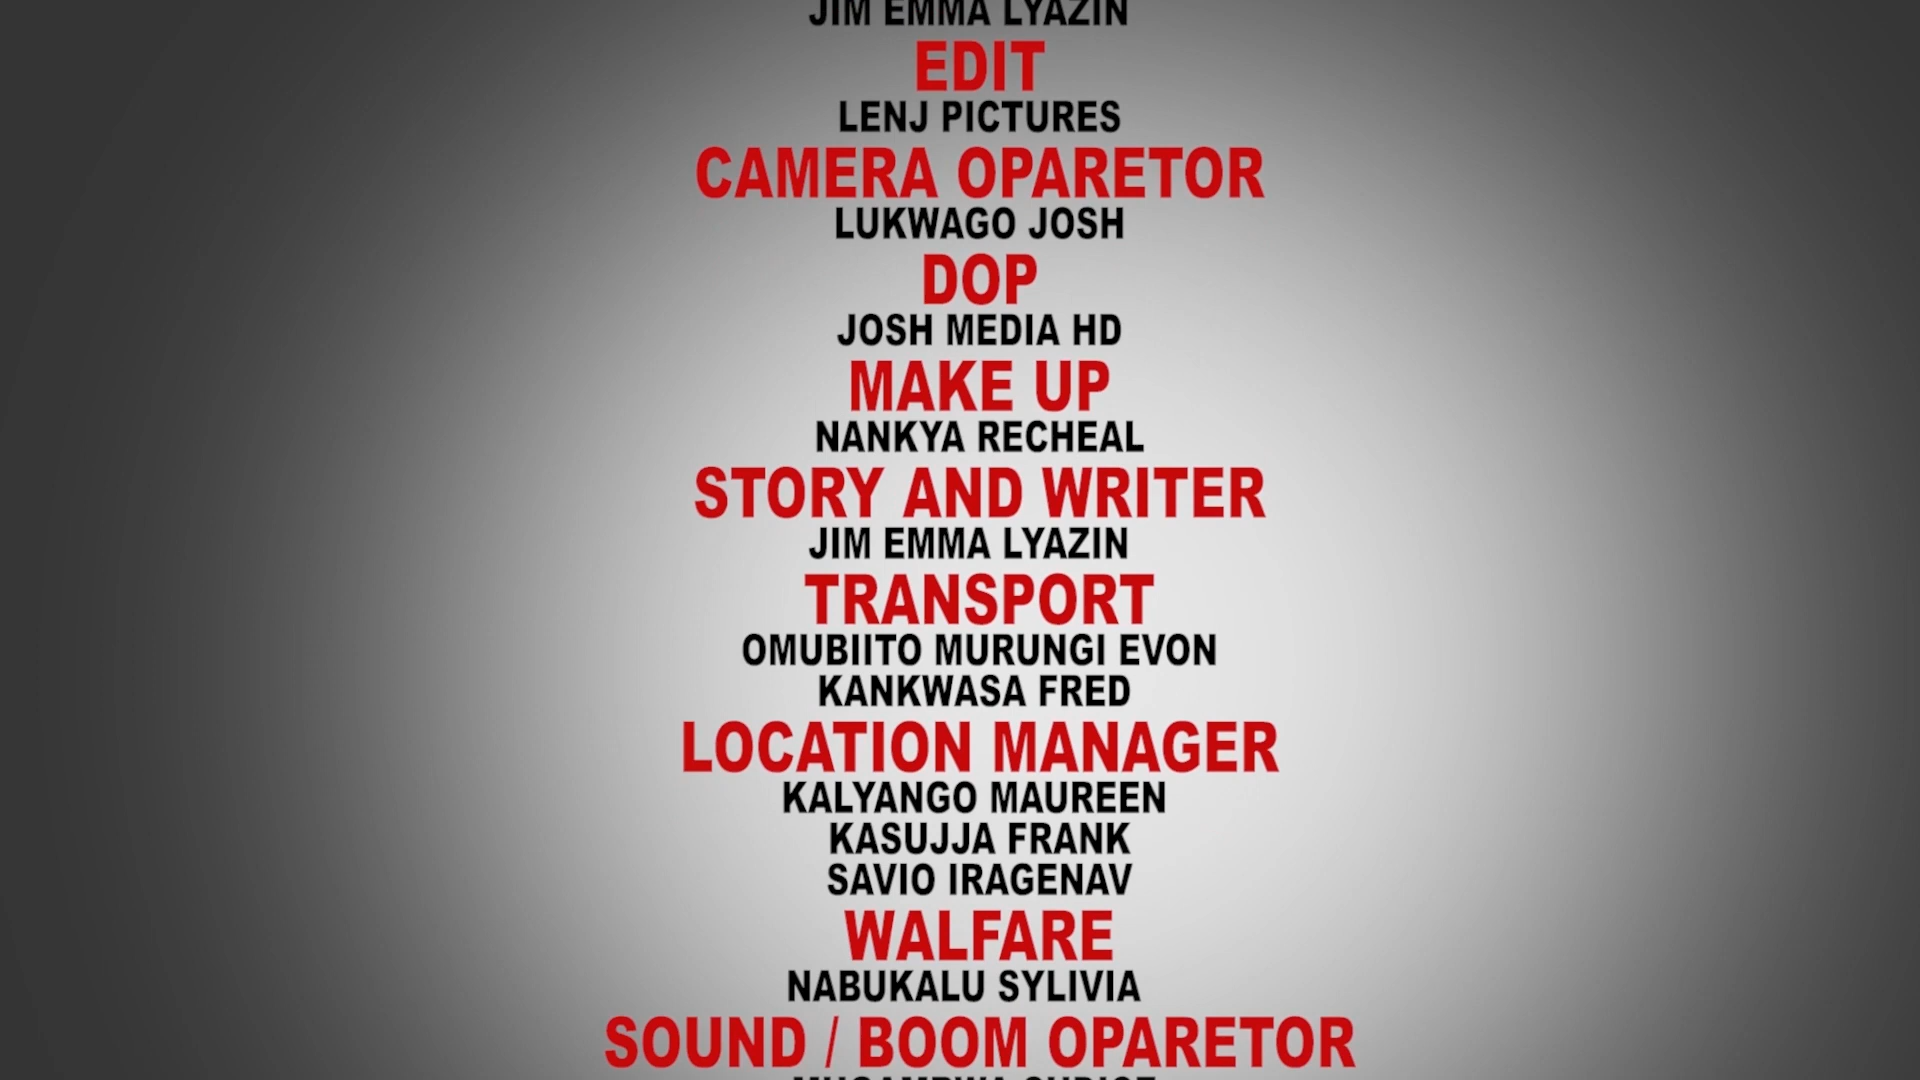 JIM EMMA LYAZIN
EDIT
LENJ PICTURES
CAMERA OPARETOR
LUKWAGO JOSH
DOP
JOSH MEDIA HD
MAKE UP
NANKYA RECHEAL
STORY AND WRITER
JIM EMMA LYAZIN
TRANSPORT
OMUBIITO MURUNGI EVON
KANKWASA FRED
LOCATION MANAGER
KALYANGO MAUREEN
KASUJJA FRANK
SAVIO IRAGENAV
WALFARE
NABUKALU SYLIVIA
SOUND / BOOM OPARETOR